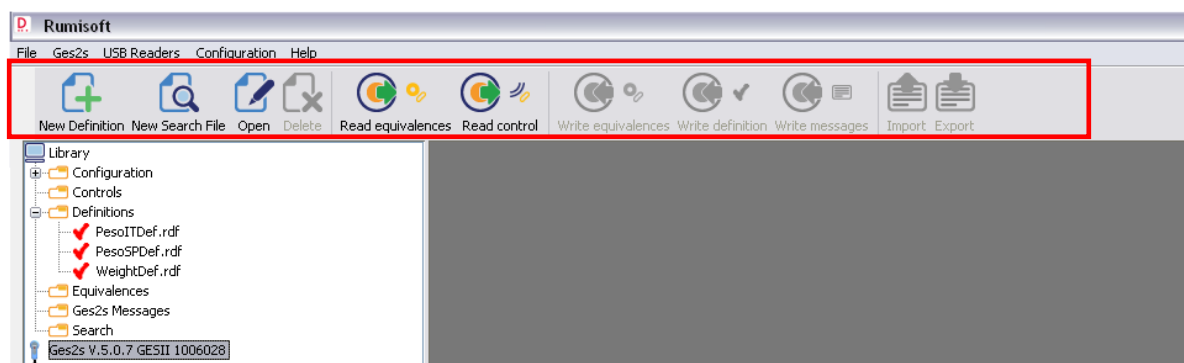 Rumisoft
File Ges2s USB Readers Configuration Help
New Definition New Search File Open Delete Read equivalences Read control Write equivalences Write definition Write messages Import Export
Library
Configuration
Controls
Definitions
PesoITDef.rdf
PesoSPDef.rdf
WeightDef.rdf
Equivalences
Ges2s Messages
Search
Ges2s V.5.0.7 GESII 1006028